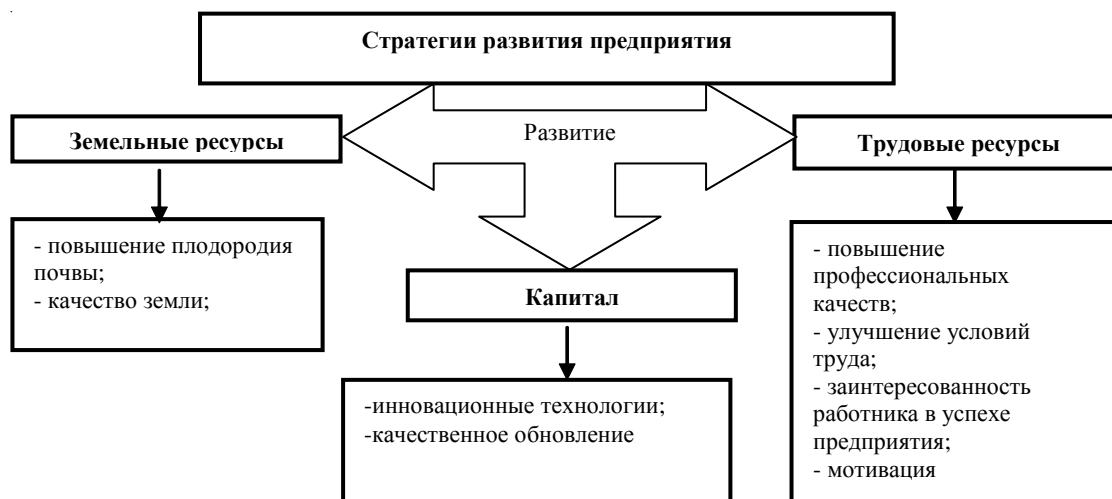 Стратегии развития предприятия
Развитие
Земельные ресурсы
Трудовые ресурсы
- повышение плодородия
почвы;
- качество земли;
Капитал
-инновационные технологии;
-качественное обновление
- повышение
профессиональных
качеств;
- улучшение условий
труда;
- заинтересованность
работника в успехе
предприятия;
- мотивация